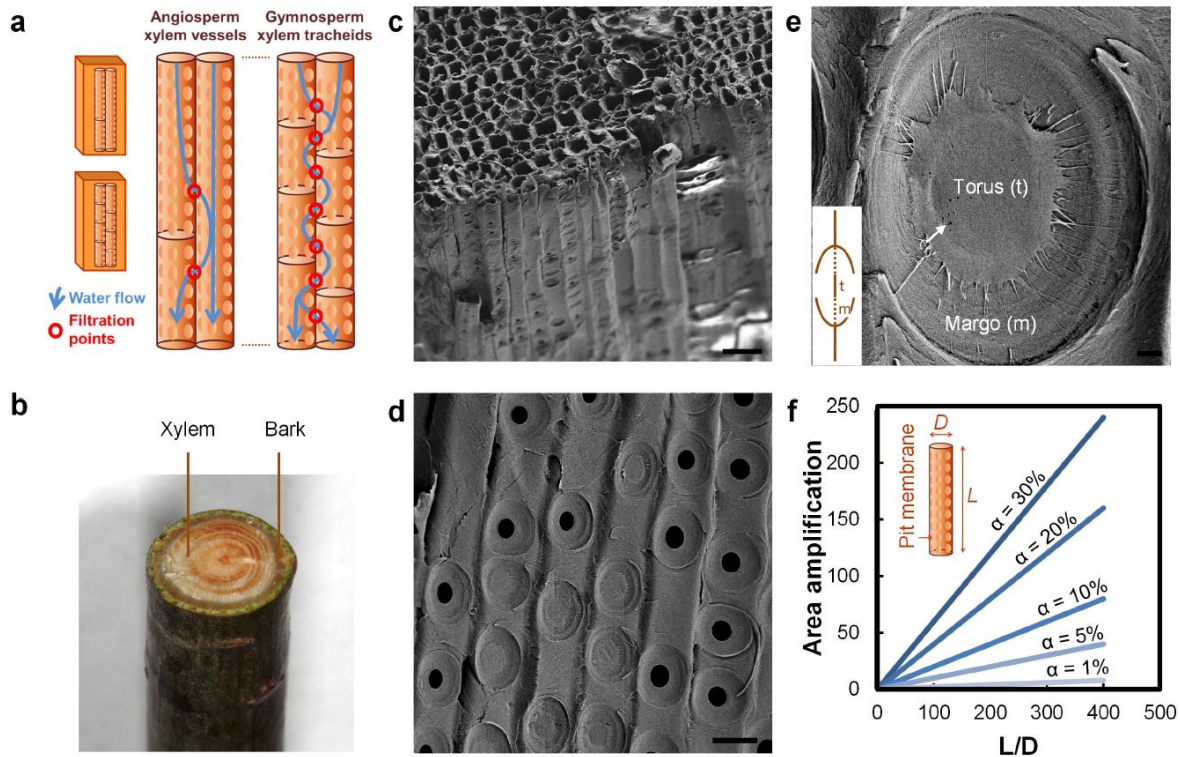 a
Angiosperm
xylem vessels
Gymnosperm
xylem tracheids
Water flow
Filtration
points
b
Xylem
Bark
c
d
e
Torus (t)
Margo (m)
t
m
f
Area amplification
250
200
150
100
50
0
Pit membrane
D
L
α = 30%
α = 20%
α = 10%
α = 5%
α = 1%
0 100 200 300 400 500
L/D